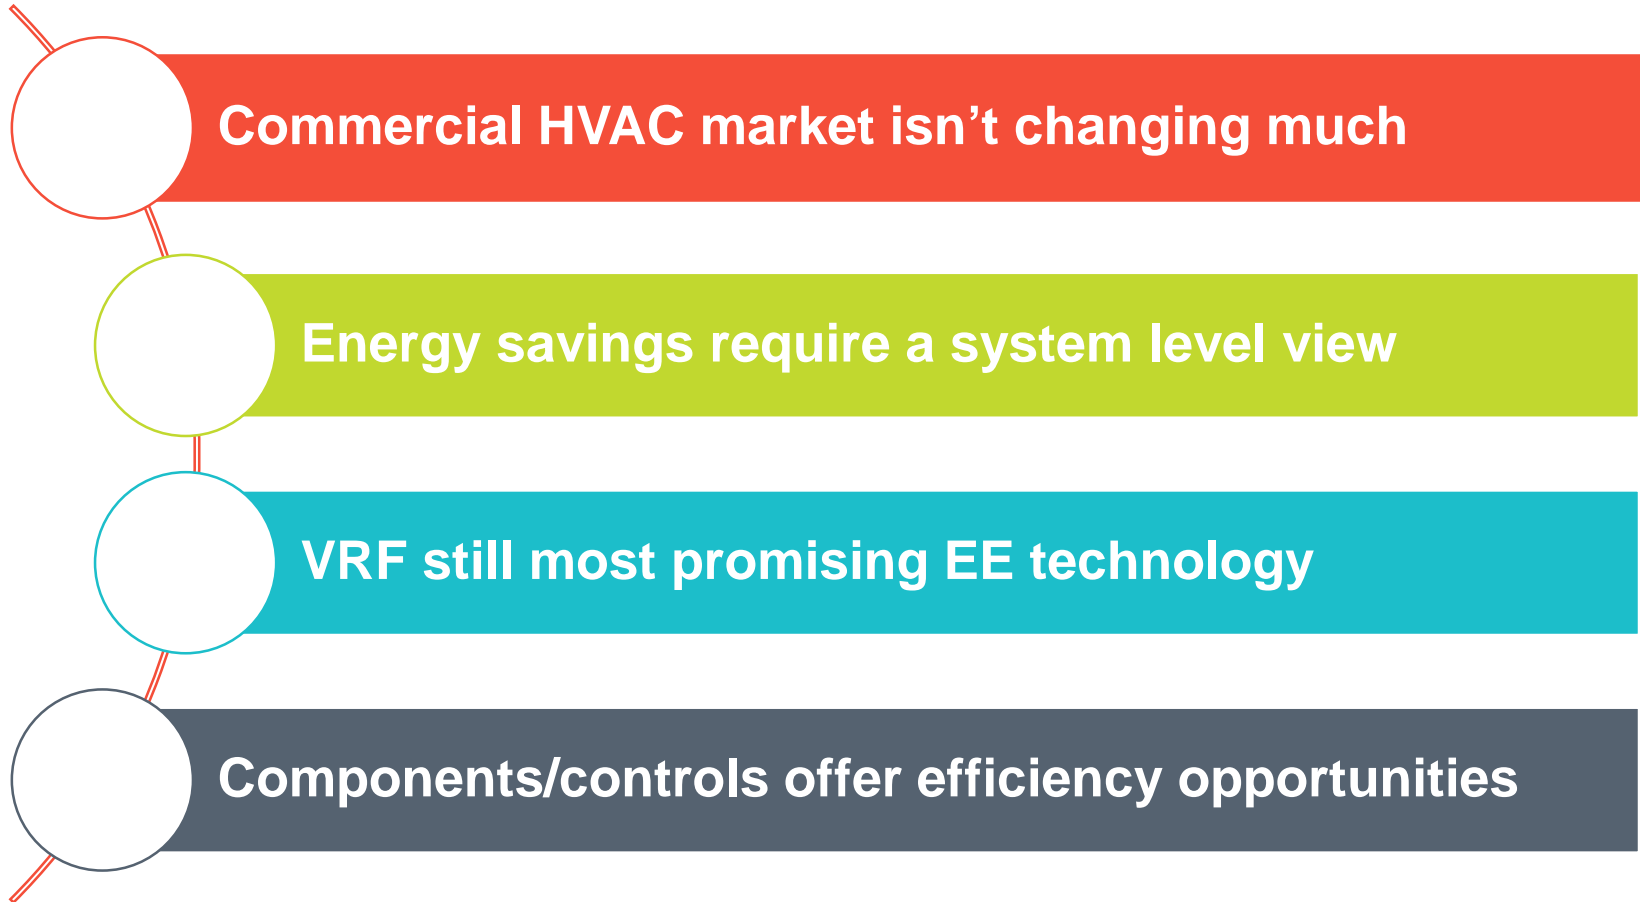 Commercial HVAC market isn’t changing much
Energy savings require a system level view
VRF still most promising EE technology
Components/controls offer efficiency opportunities